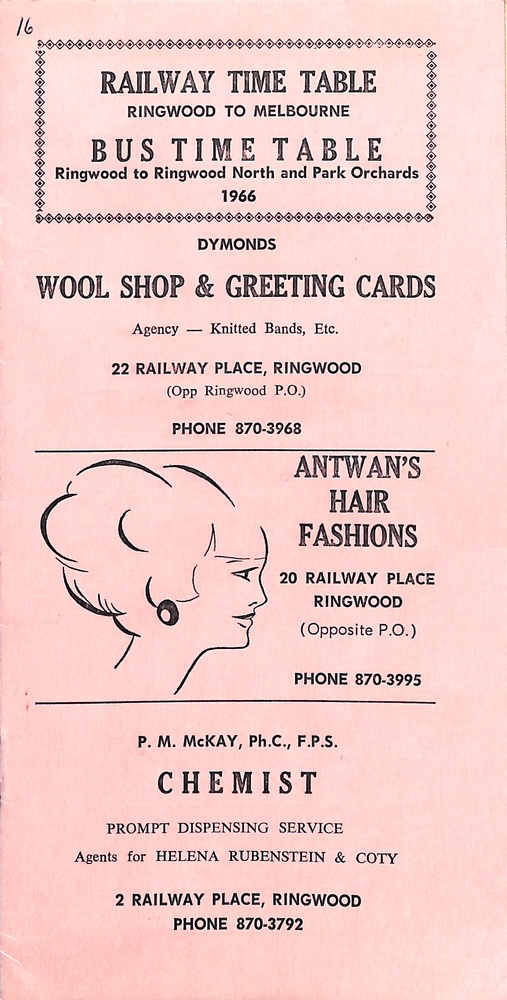 16
RAILWAY TIME TABLE
RINGWOOD TO MELBOURNE
BUS TIME TABLE
Ringwood to Ringwood North and Park Orchards
1966
DYMONDS
WOOL SHOP & GREETING CARDS
Agency — Knitted Bands, Etc.
22 RAILWAY PLACE, RINGWOOD
(Opp Ringwood P.O.)
PHONE 870-3968
ANTWAN'S
HAIR
FASHIONS
20 RAILWAY PLACE
RINGWOOD
(Opposite P.O.)
PHONE 870-3995
P. M. McKAY, Ph.C., F.P.S.
CHEMIST
PROMPT DISPENSING SERVICE
Agents for HELENA RUBENSTEIN & COTY
2 RAILWAY PLACE, RINGWOOD
PHONE 870-3792